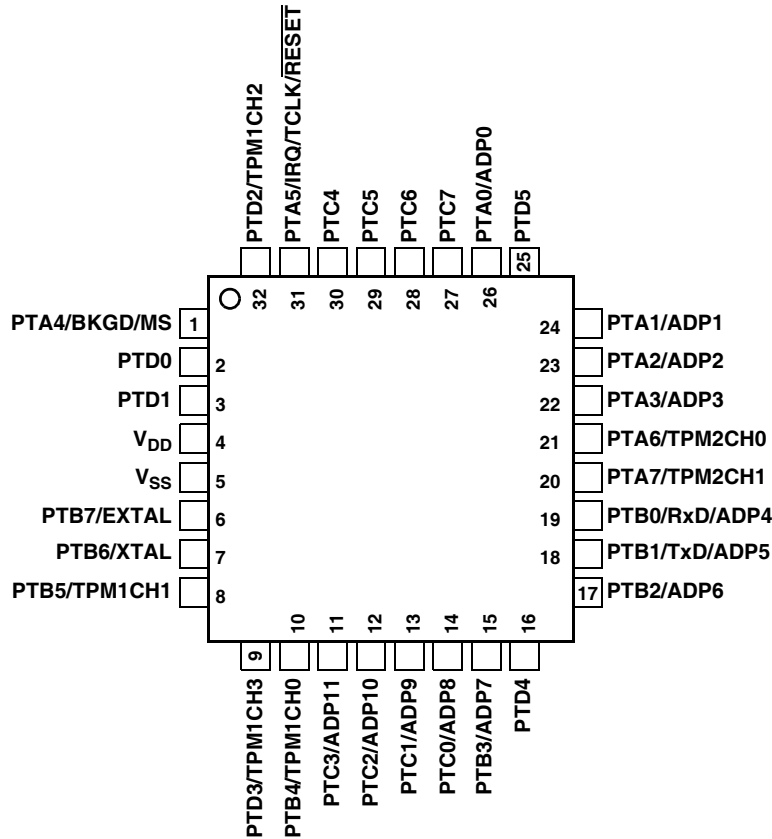 PTD2/TPM1CH2
PTA5/IRQ/TCLK/RESET
PTC4
PTC5
PTC6
PTC7
PTA0/ADP0
PTD5
32
31
30
29
28
27
26
25
PTA4/BKGD/MS
1
PTD0
2
PTD1
3
VDD
4
VSS
5
PTB7/EXTAL
6
PTB6/XTAL
7
PTB5/TPM1CH1
8
24
PTA1/ADP1
23
PTA2/ADP2
22
PTA3/ADP3
21
PTA6/TPM2CH0
20
PTA7/TPM2CH1
19
PTB0/RxD/ADP4
18
PTB1/TxD/ADP5
17
PTB2/ADP6
9
10
11
12
13
14
15
16
PTD3/TPM1CH3
PTB4/TPM1CH0
PTC3/ADP11
PTC2/ADP10
PTC1/ADP9
PTC0/ADP8
PTB3/ADP7
PTD4